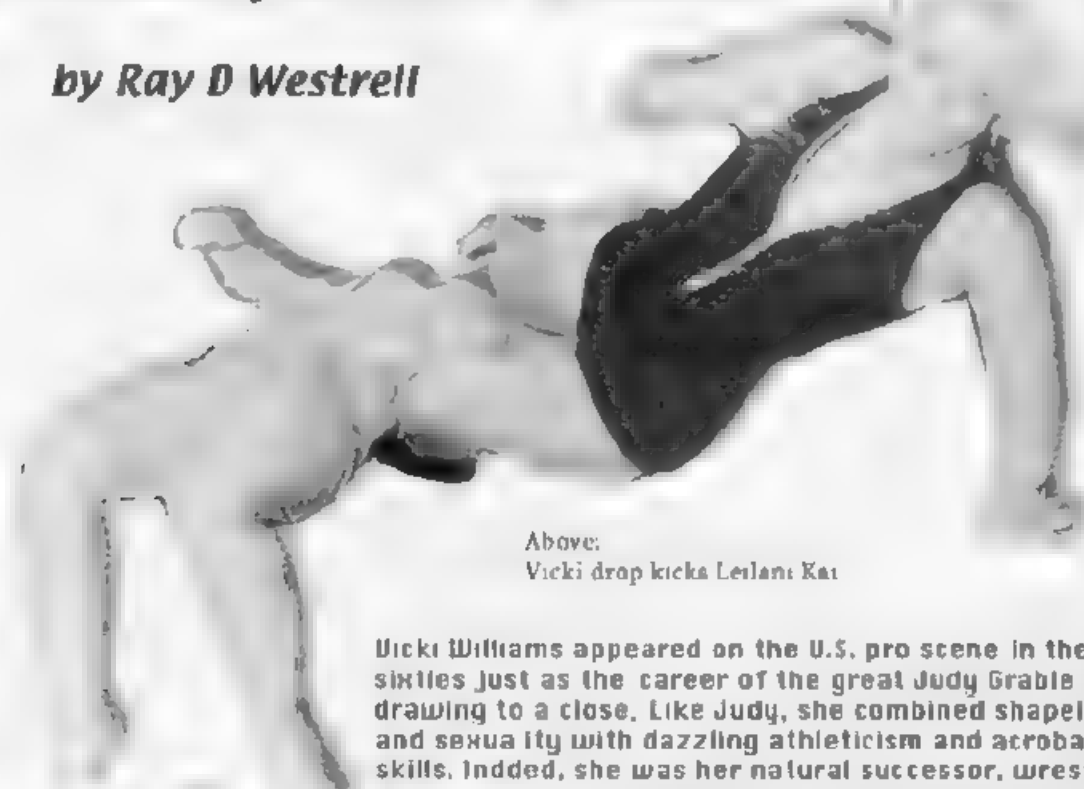 by Ray D Westrell
Above:
Vicki drop kicks Leilani Kai
Vicki Williams appeared on the U.S. pro scene in the
sixties just as the career of the great Judy Grable
drawing to a close. Like Judy, she combined shapel
and sexua ity with dazzling athleticism and acroba
skills. Indded, she was her natural successor, wres